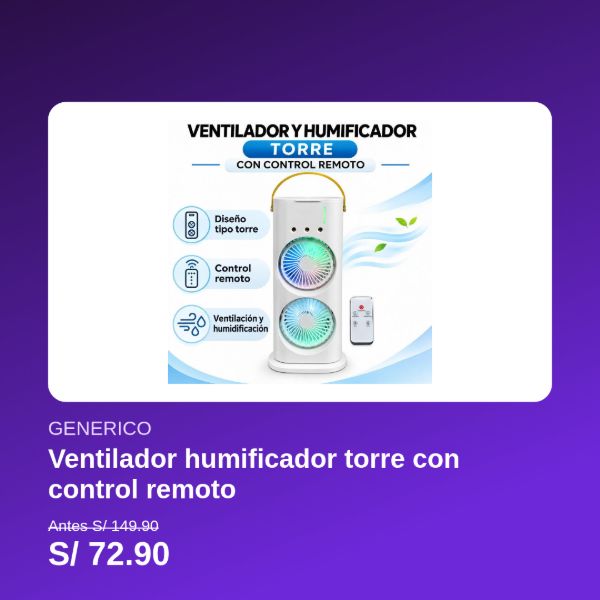 VENTILADOR Y HUMIFICADOR
TORRE
CON CONTROL REMOTO
Diseño
tipo torre
Control
remoto
Ventilación y
humidificación
GENERICO
Ventilador humificador torre con
control remoto
Antes S/ 149.90
S/ 72.90